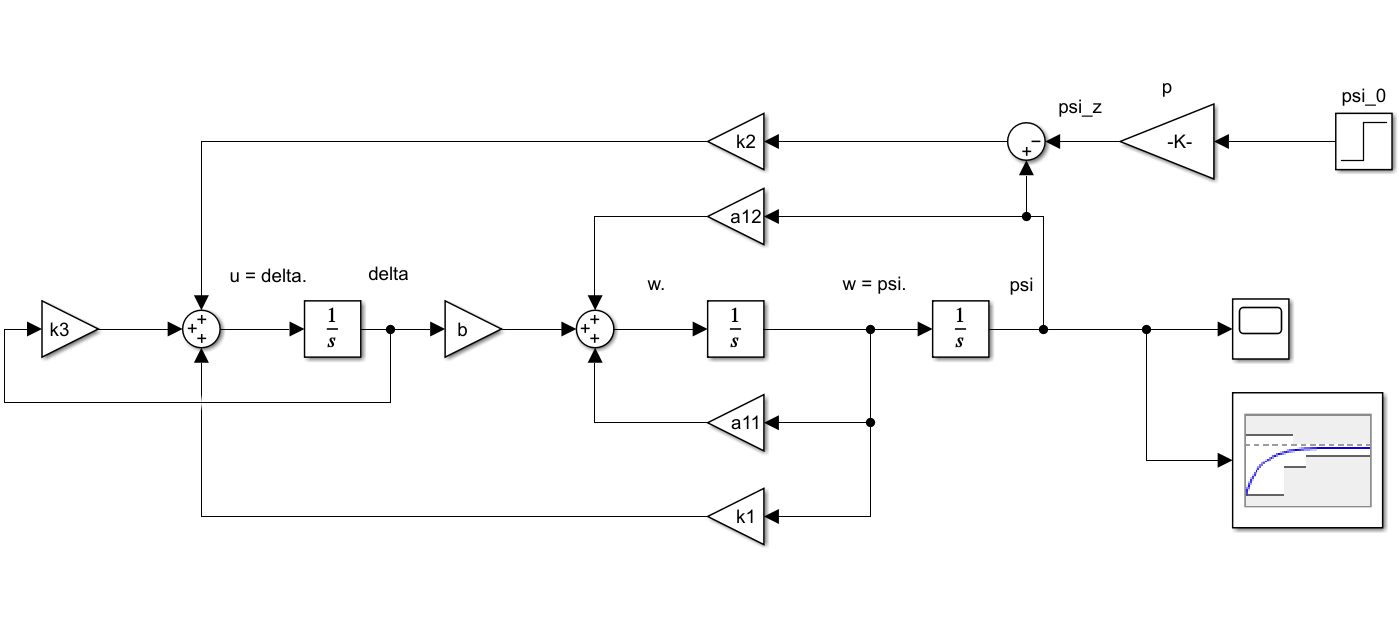 p
psi_0
psi_z
k2
-K-
a12
u = delta.
delta
w.
w = psi.
psi
k3
1
s
b
1
s
1
s
a11
k1